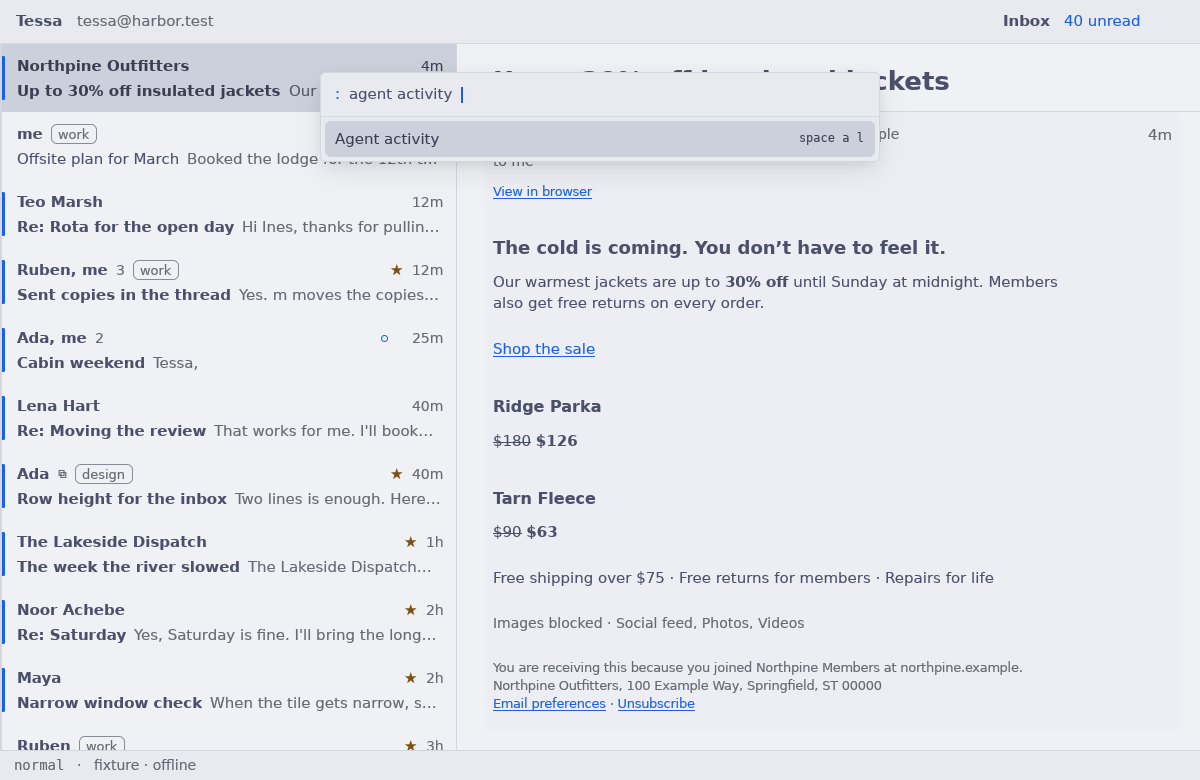 Tessa tessa@harbor.test
Inbox 40 unread
Northpine Outfitters 4m
Up to 30% off insulated jackets Our
: agent activity
Agent activity space a l
me work
Offsite plan for March Booked the lodge
4m
to me
View in browser
Teo Marsh 12m
Re: Rota for the open day Hi Ines, thanks for pullin…
Ruben, me 3 work ★ 12m
Sent copies in the thread Yes. m moves the copies…
Ada, me 2 25m
Cabin weekend Tessa,
Lena Hart 40m
Re: Moving the review That works for me. I'll book…
Ada design ★ 40m
Row height for the inbox Two lines is enough. Here…
The Lakeside Dispatch ★ 1h
The week the river slowed The Lakeside Dispatch…
Noor Achebe ★ 2h
Re: Saturday Yes, Saturday is fine. I'll bring the long…
Maya ★ 2h
Narrow window check When the tile gets narrow, s…
Ruben work ★ 3h
The cold is coming. You don’t have to feel it.
Our warmest jackets are up to 30% off until Sunday at midnight. Members
also get free returns on every order.
Shop the sale
Ridge Parka
$180 $126
Tarn Fleece
$90 $63
Free shipping over $75 · Free returns for members · Repairs for life
Images blocked · Social feed, Photos, Videos
You are receiving this because you joined Northpine Members at northpine.example.
Northpine Outfitters, 100 Example Way, Springfield, ST 00000
Email preferences · Unsubscribe
normal · fixture · offline